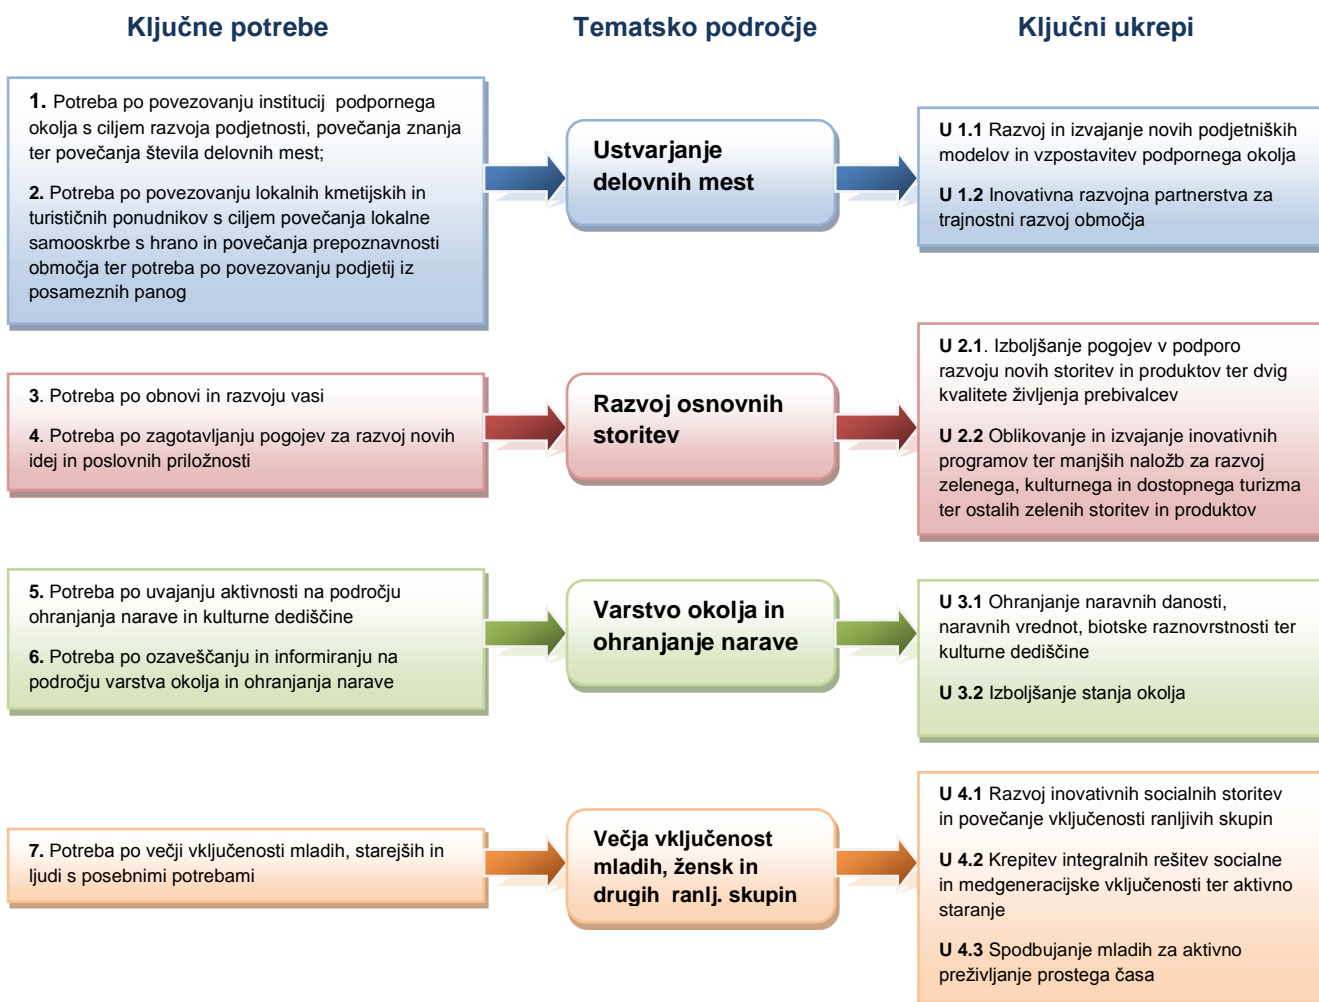 Ključne potrebe
Tematsko področje
Ključni ukrepi
1. Potreba po povezovanju institucij podpornega
okolja s ciljem razvoja podjetnosti, povečanja znanja
ter povečanja števila delovnih mest;
2. Potreba po povezovanju lokalnih kmetijskih in
turističnih ponudnikov s ciljem povečanja lokalne
samooskrbe s hrano in povečanja prepoznavnosti
območja ter potreba po povezovanju podjetij iz
posameznih panog
Ustvarjanje
delovnih mest
U 1.1 Razvoj in izvajanje novih podjetniških
modelov in vzpostavitev podpornega okolja
U 1.2 Inovativna razvojna partnerstva za
trajnostni razvoj območja
3. Potreba po obnovi in razvoju vasi
4. Potreba po zagotavljanju pogojev za razvoj novih
idej in poslovnih priložnosti
Razvoj osnovnih
storitev
U 2.1. Izboljšanje pogojev v podporo
razvoju novih storitev in produktov ter dvig
kvalitete življenja prebivalcev
U 2.2 Oblikovanje in izvajanje inovativnih
programov ter manjših naložb za razvoj
zelenega, kulturnega in dostopnega turizma
ter ostalih zelenih storitev in produktov
5. Potreba po uvajanju aktivnosti na področju
ohranjanja narave in kulturne dediščine
6. Potreba po ozaveščanju in informiranju na
področju varstva okolja in ohranjanja narave
Varstvo okolja in
ohranjanje narave
U 3.1 Ohranjanje naravnih danosti,
naravnih vrednot, biotske raznovrstnosti ter
kulturne dediščine
U 3.2 Izboljšanje stanja okolja
7. Potreba po večji vključenosti mladih, starejših in
ljudi s posebnimi potrebami
Večja vključenost
mladih, žensk in
drugih ranlj. skupin
U 4.1 Razvoj inovativnih socialnih storitev
in povečanje vključenosti ranljivih skupin
U 4.2 Krepitev integralnih rešitev socialne
in medgeneracijske vključenosti ter aktivno
staranje
U 4.3 Spodbujanje mladih za aktivno
preživljanje prostega časa